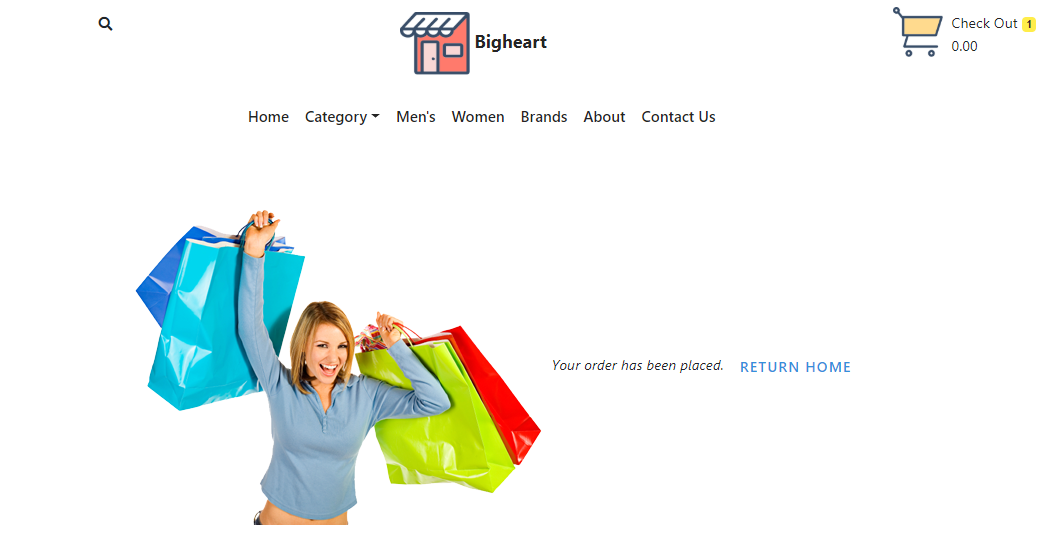 Bigheart
Check Out 1
0.00
Home Category Men's Women Brands About Contact Us
Your order has been placed. RETURN HOME